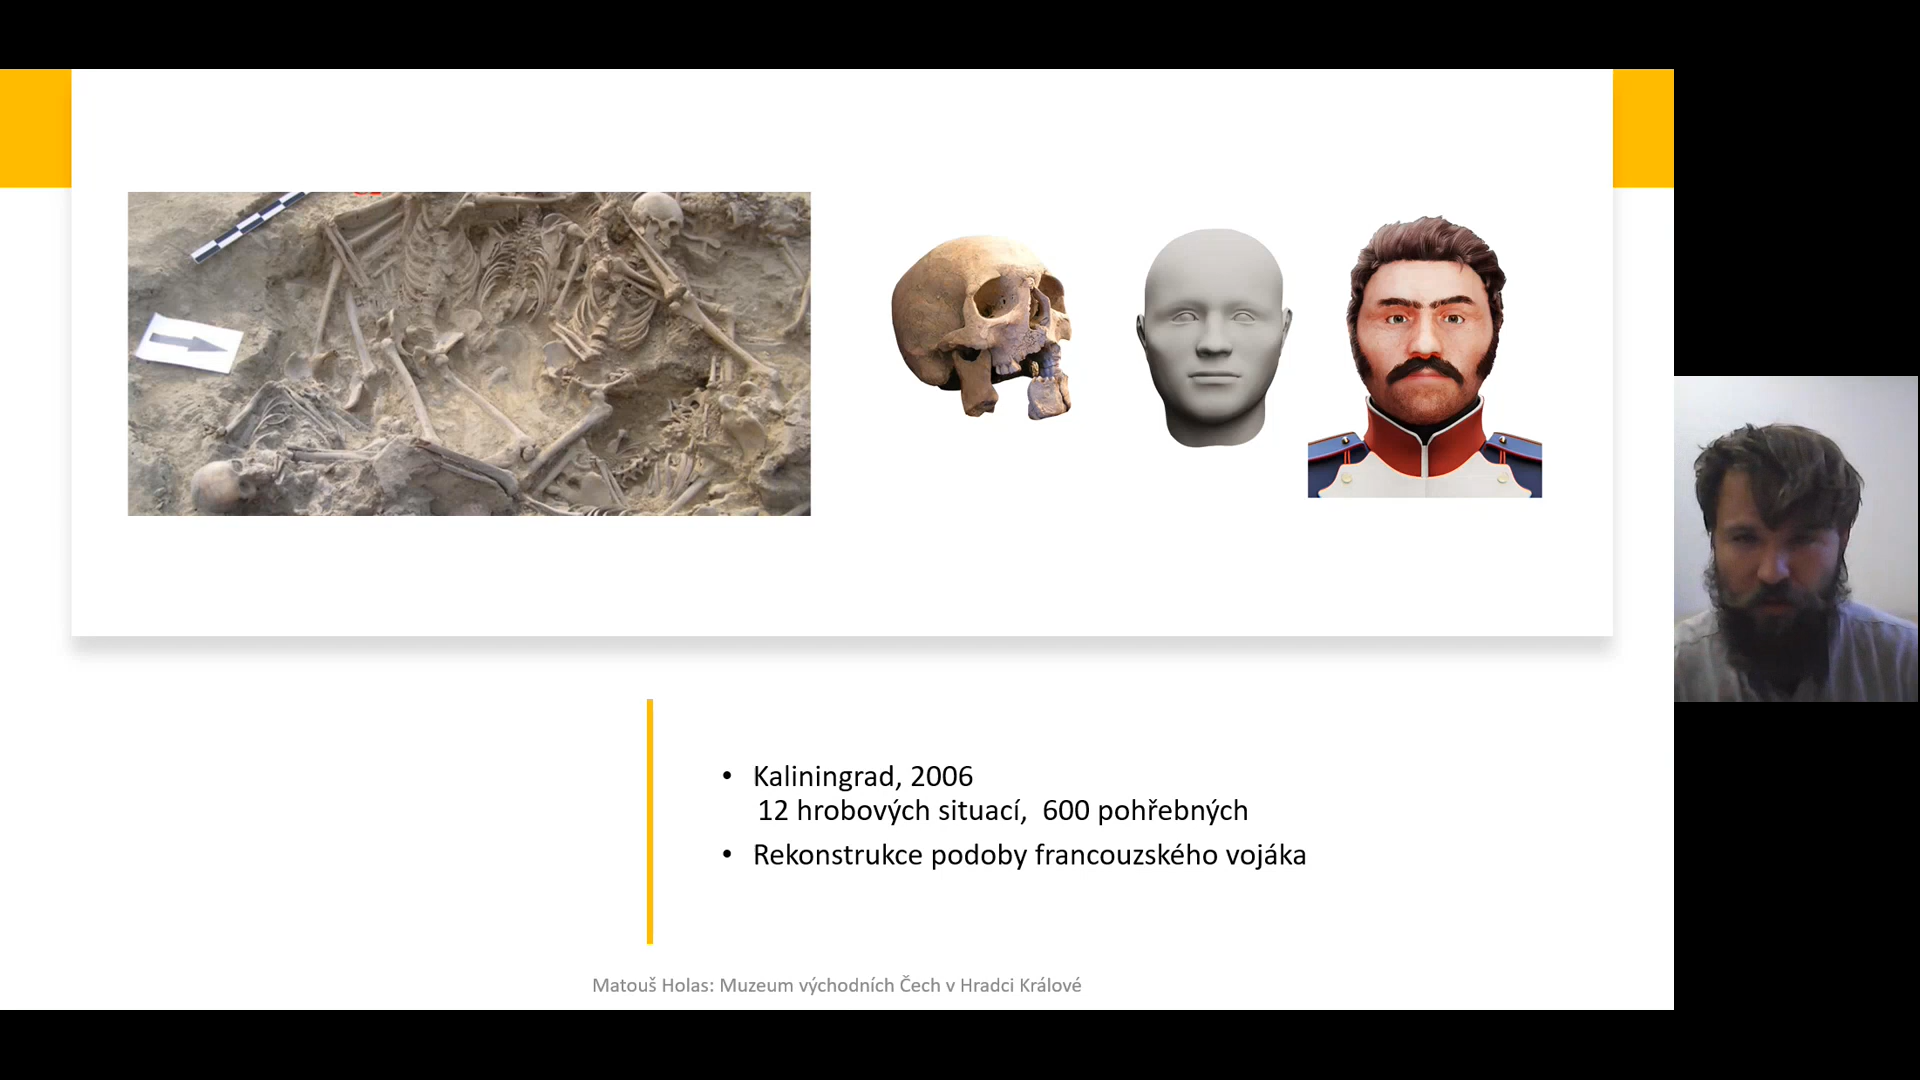 • Kaliningrad, 2006
12 hrobových situací,  600 pohřebných
• Rekonstrukce podoby francouzského vojáka
Matouš Holas: Muzeum východních Čech v Hradci Králové